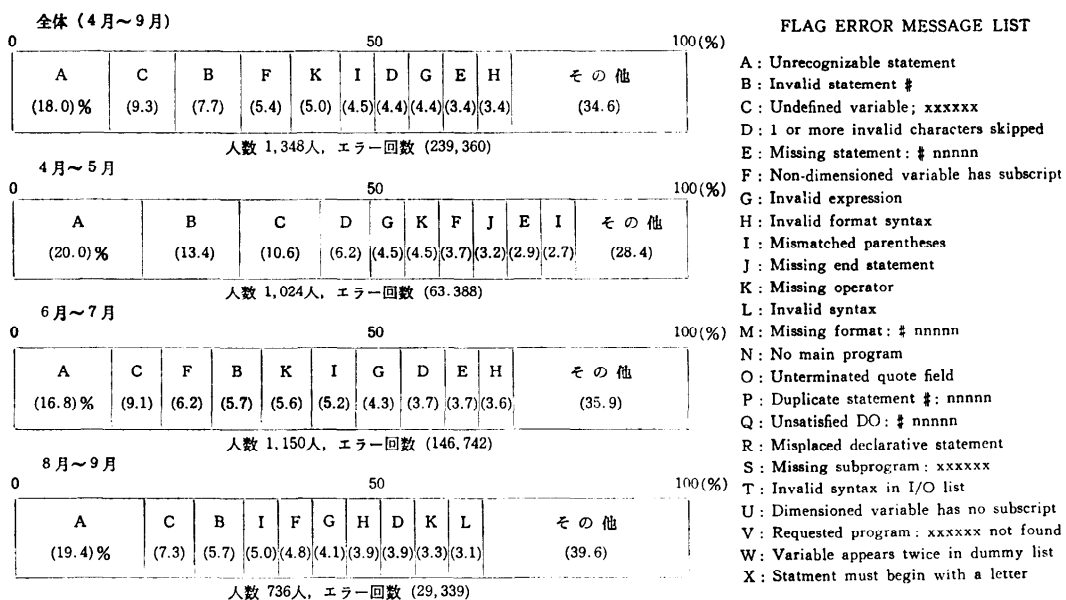 全体 (4月～9月)
0 50 100(%)
A C B F K I D G E H その他
(18.0)% (9.3) (7.7) (5.4) (5.0) (4.5) (4.4) (4.4) (3.4) (3.4) (34.6)
人数 1,348人, エラー回数 (239,360)
4月～5月
0 50 100(%)
A B C D G K F J E I その他
(20.0)% (13.4) (10.6) (6.2) (4.5) (4.5) (3.7) (3.2) (2.9) (2.7) (28.4)
人数 1,024人, エラー回数 (63.388)
6月～7月
0 50 100(%)
A C F B K I G D E H その他
(16.8)% (9.1) (6.2) (5.7) (5.6) (5.2) (4.3) (3.7) (3.7) (3.6) (35.9)
人数 1,150人, エラー回数 (146,742)
8月～9月
0 50 100(%)
A C B I F G H D K L その他
(19.4)% (7.3) (5.7) (5.0) (4.8) (4.1) (3.9) (3.9) (3.3) (3.1) (39.6)
人数 736人, エラー回数 (29,339)
FLAG ERROR MESSAGE LIST
A : Unrecognizable statement
B : Invalid statement #
C : Undefined variable; xxxxxx
D : 1 or more invalid characters skipped
E : Missing statement : # nnnnn
F : Non-dimensioned variable has subscript
G : Invalid expression
H : Invalid format syntax
I : Mismatched parentheses
J : Missing end statement
K : Missing operator
L : Invalid syntax
M : Missing format : # nnnnn
N : No main program
O : Unterminated quote field
P : Duplicate statement #: nnnnn
Q : Unsatisfied DO : # nnnnn
R : Misplaced declarative statement
S : Missing subprogram : xxxxxx
T : Invalid syntax in I/O list
U : Dimensioned variable has no subscript
V : Requested program : xxxxxx not found
W : Variable appears twice in dummy list
X : Statment must begin with a letter